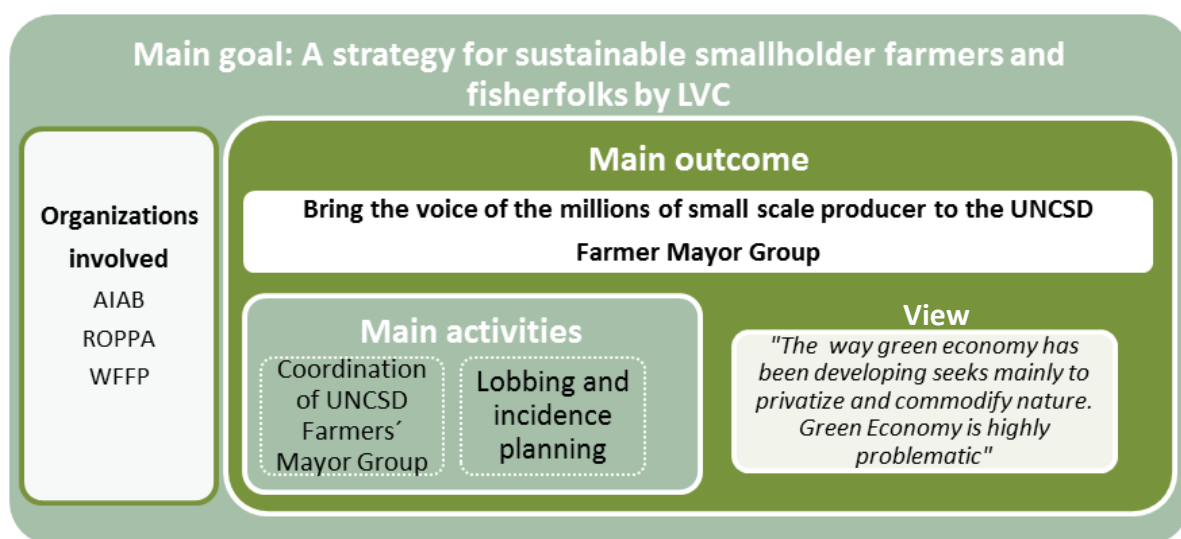 Main goal: A strategy for sustainable smallholder farmers and
fisherfolks by LVC
Organizations
involved
AIAB
ROPPA
WFFP
Main outcome
Bring the voice of the millions of small scale producer to the UNCSD
Farmer Mayor Group
Main activities
Coordination
of UNCSD
Farmers´
Mayor Group
Lobbing and
incidence
planning
View
"The way green economy has
been developing seeks mainly to
privatize and commodify nature.
Green Economy is highly
problematic"